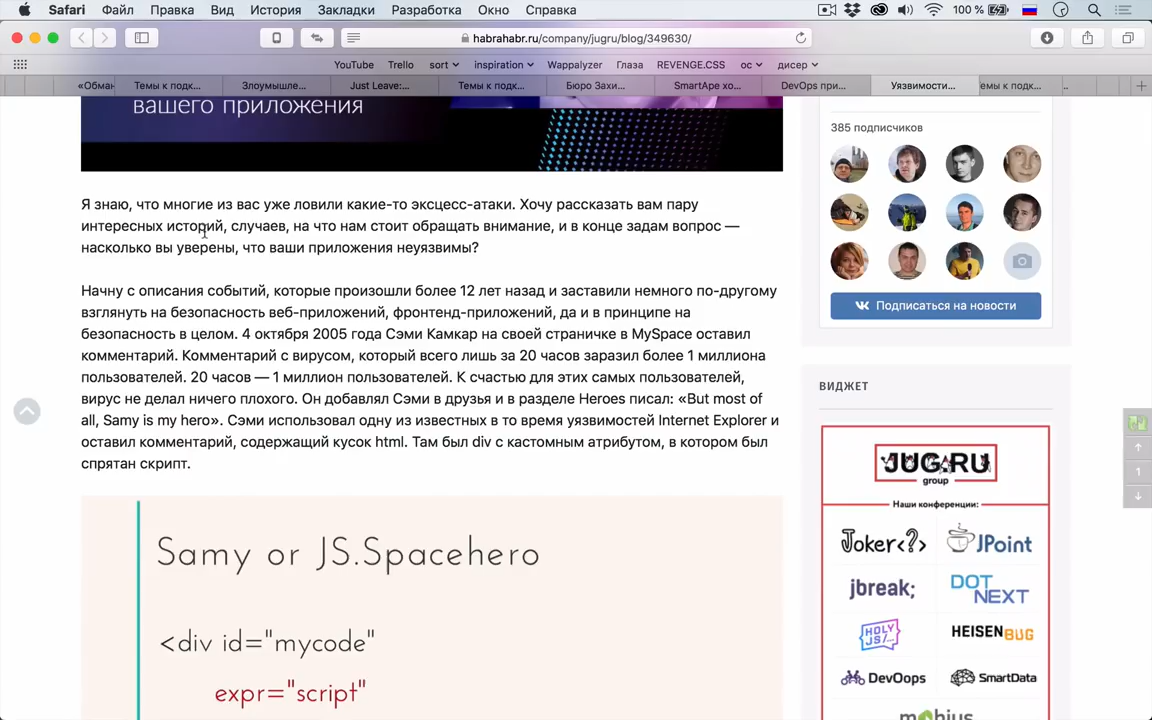 Safari Файл Правка Вид История Закладки Разработка Окно Справка 100 %
habrahabr.ru/company/jugru/blog/349630/
YouTube Trello sort inspiration Wappalyzer Глаза REVENGE.CSS ос дисер
«Обман Темы к подк... Злоумышле... Just Leave:... Темы к подк... Бюро Захи... SmartApe хо... DevOps при... Уязвимости... емы к подк... ..
вашего приложения
Я знаю, что многие из вас уже ловили какие-то эксцесс-атаки. Хочу рассказать вам пару
интересных историй, случаев, на что нам стоит обращать внимание, и в конце задам вопрос —
насколько вы уверены, что ваши приложения неуязвимы?
Начну с описания событий, которые произошли более 12 лет назад и заставили немного по-другому
взглянуть на безопасность веб-приложений, фронтенд-приложений, да и в принципе на
безопасность в целом. 4 октября 2005 года Сэми Камкар на своей страничке в MySpace оставил
комментарий. Комментарий с вирусом, который всего лишь за 20 часов заразил более 1 миллиона
пользователей. 20 часов — 1 миллион пользователей. К счастью для этих самых пользователей,
вирус не делал ничего плохого. Он добавлял Сэми в друзья и в разделе Heroes писал: «But most of
all, Samy is my hero». Сэми использовал одну из известных в то время уязвимостей Internet Explorer и
оставил комментарий, содержащий кусок html. Там был div с кастомным атрибутом, в котором был
спрятан скрипт.
Samy or JS.Spacehero
<div id="mycode"
expr="script"
385 подписчиков
Подписаться на новости
ВИДЖЕТ
JUG.RU
group
Наши конференции:
Joker<?> JPoint
jbreak; DOT
NEXT
HOLY
JS/ HEISENBUG
DevOops SmartData
mobius
1